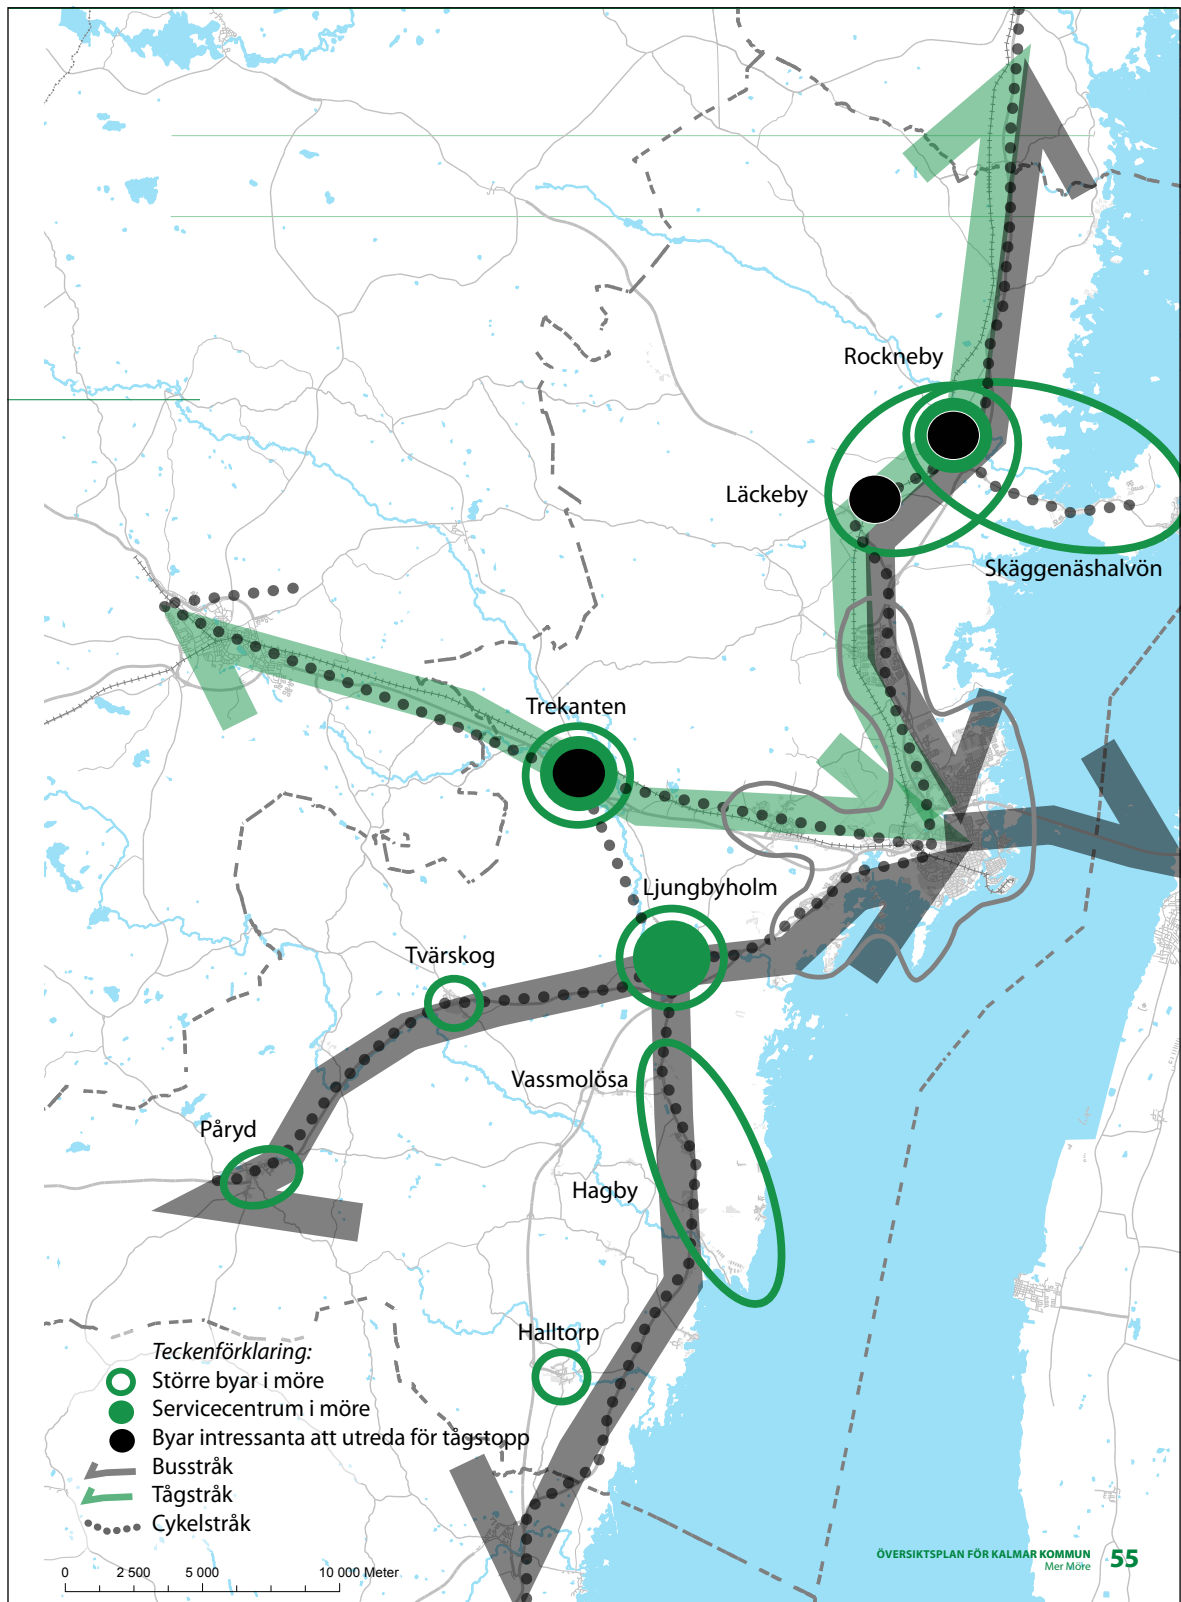 Rockneby
Läckeby
Skäggenäshalvön
Trekanten
Ljungbyholm
Tvärskog
Vassmolösa
Påryd
Hagby
Halltorp
Teckenförklaring:
Större byar i möre
Servicecentrum i möre
Byar intressanta att utreda för tågstopp
Busstråk
Tågstråk
Cykelstråk
0 2 500 5 000 10 000 Meter
ÖVERSIKTSPLAN FÖR KALMAR KOMMUN 55
Mer Möre